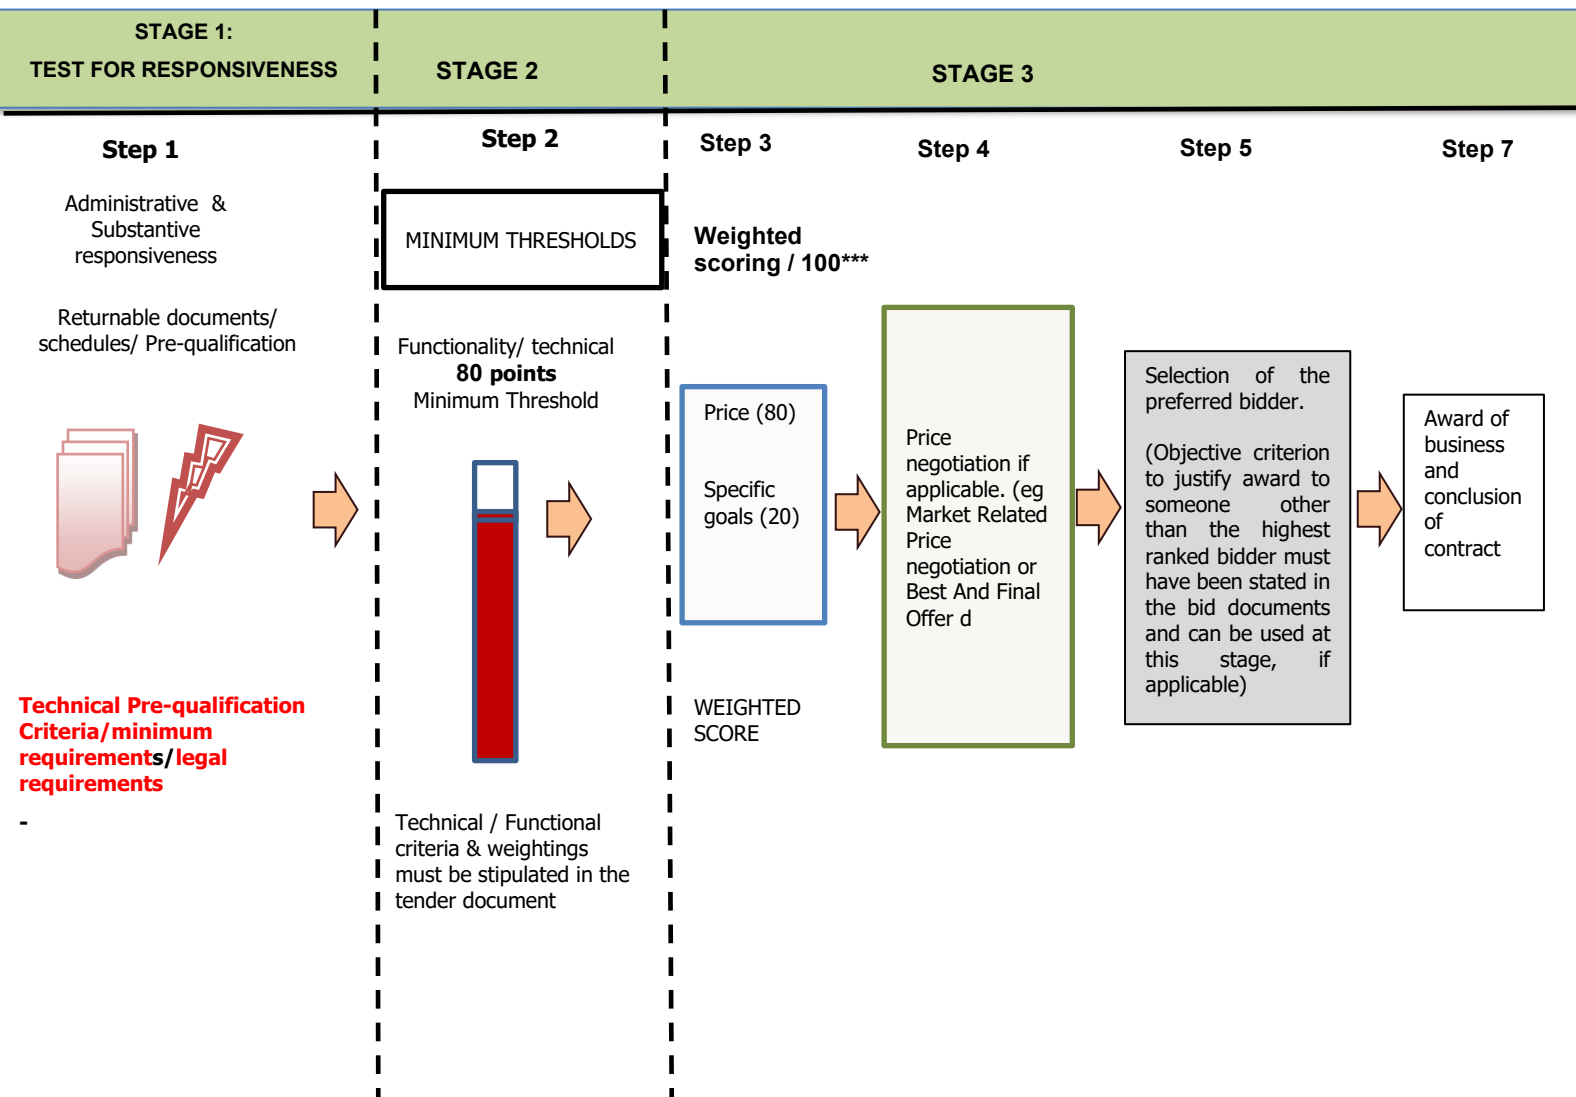 STAGE 1:
TEST FOR RESPONSIVENESS
STAGE 2
STAGE 3
Step 1
Administrative &
Substantive
responsiveness
Returnable documents/
schedules/ Pre-qualification
Technical Pre-qualification
Criteria/minimum
requirements/legal
requirements
-
Step 2
MINIMUM THRESHOLDS
Functionality/ technical
80 points
Minimum Threshold
Technical / Functional
criteria & weightings
must be stipulated in the
tender document
Step 3
Weighted
scoring / 100***
Price (80)
Specific
goals (20)
WEIGHTED
SCORE
Step 4
Price
negotiation if
applicable. (eg
Market Related
Price
negotiation or
Best And Final
Offer d
Step 5
Selection of the
preferred bidder.
(Objective criterion
to justify award to
someone other
than the highest
ranked bidder must
have been stated in
the bid documents
and can be used at
this stage, if
applicable)
Step 7
Award of
business
and
conclusion
of
contract